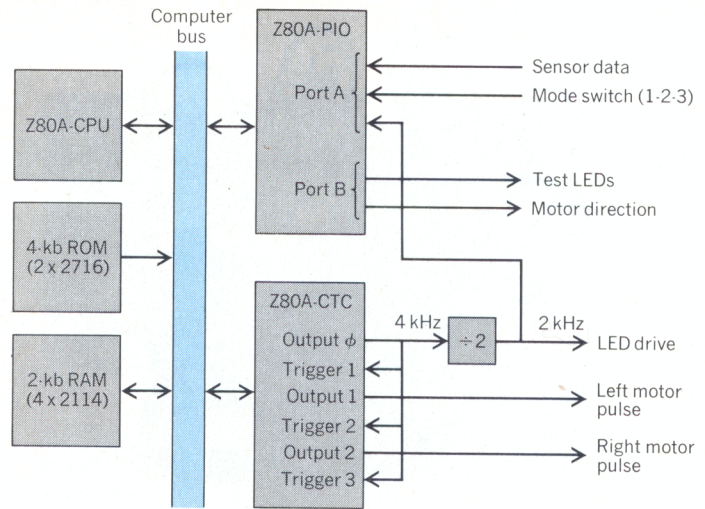 Computer
bus
Z80A-PIO
Port A
Sensor data
Mode switch (1-2-3)
Z80A-CPU
Port B
Test LEDs
Motor direction
4-kb ROM
(2 x 2716)
Z80A-CTC
Output ϕ
4 kHz
÷2
2 kHz
LED drive
Trigger 1
2-kb RAM
(4 x 2114)
Output 1
Left motor
pulse
Trigger 2
Output 2
Right motor
pulse
Trigger 3